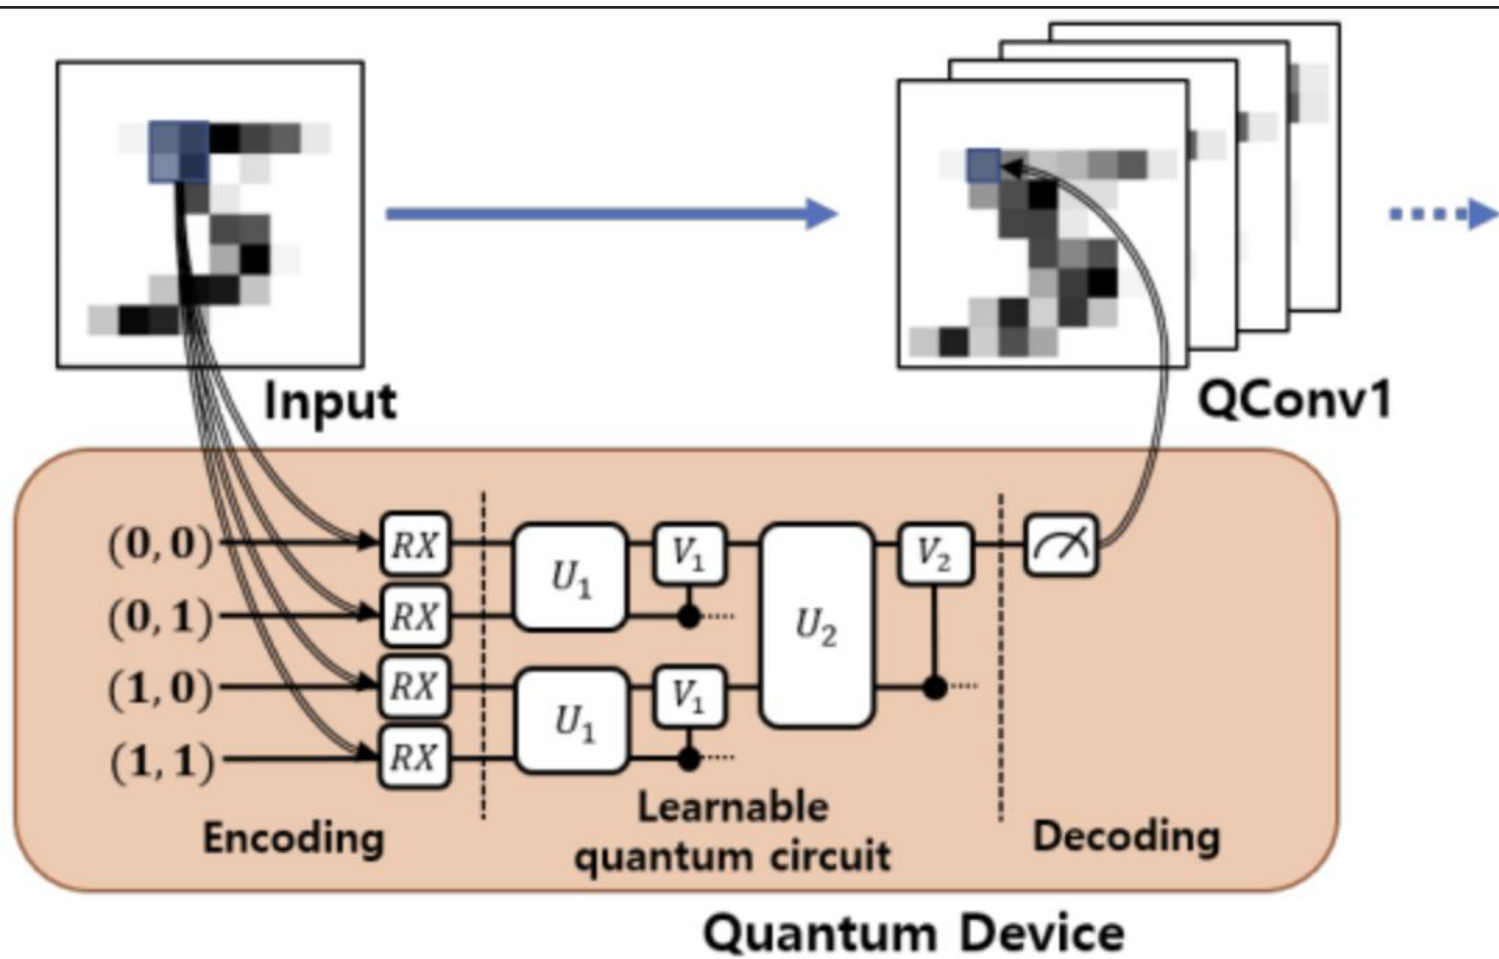 Input
QConv1
(0, 0) RX U₁ V₁ U₂ V₂
(0, 1) RX
(1, 0) RX U₁ V₁
(1, 1) RX
Encoding
Learnable
quantum circuit
Decoding
Quantum Device